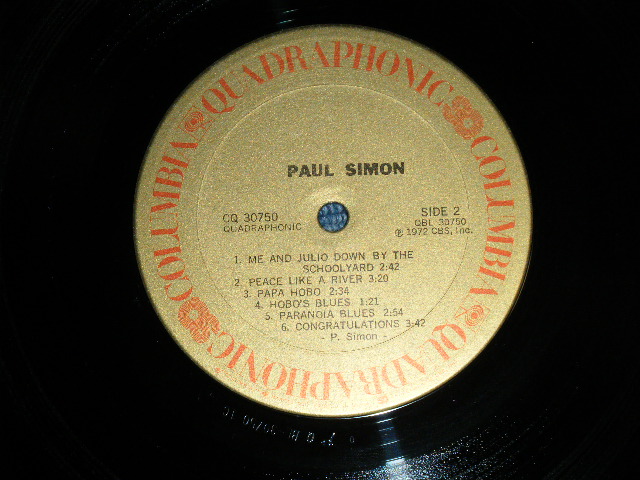 QUADRAPHONIC
COLUMBIA
COLUMBIA
QUADRAPHONIC
PAUL SIMON
CQ 30750
QUADRAPHONIC
SIDE 2
QBL 30750
℗ 1972 CBS, Inc.
1. ME AND JULIO DOWN BY THE
SCHOOLYARD 2:42
2. PEACE LIKE A RIVER 3:20
3. PAPA HOBO 2:34
4. HOBO'S BLUES 1:21
5. PARANOIA BLUES 2:54
6. CONGRATULATIONS 3:42
- P. Simon -